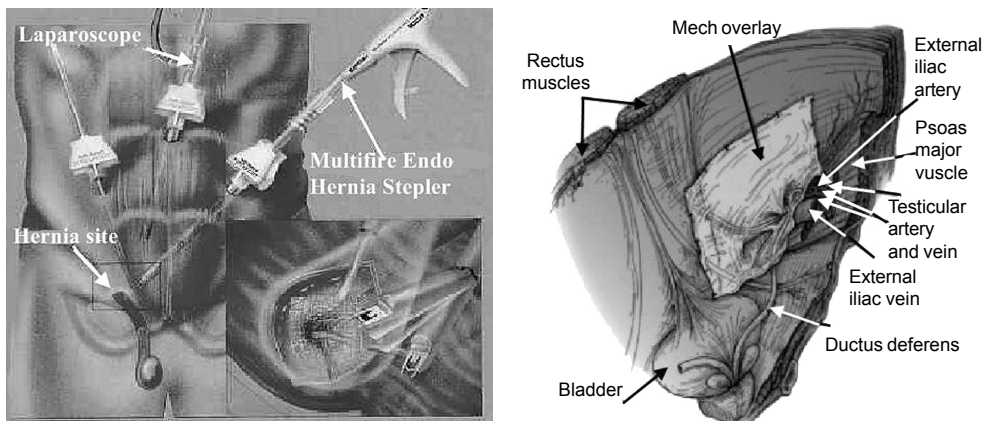 Laparoscope
Multifire Endo
Hernia Stepler
Hernia site
Mech overlay
Rectus
muscles
External
iliac
artery
Psoas
major
vuscle
Testicular
artery
and vein
External
iliac vein
Ductus deferens
Bladder